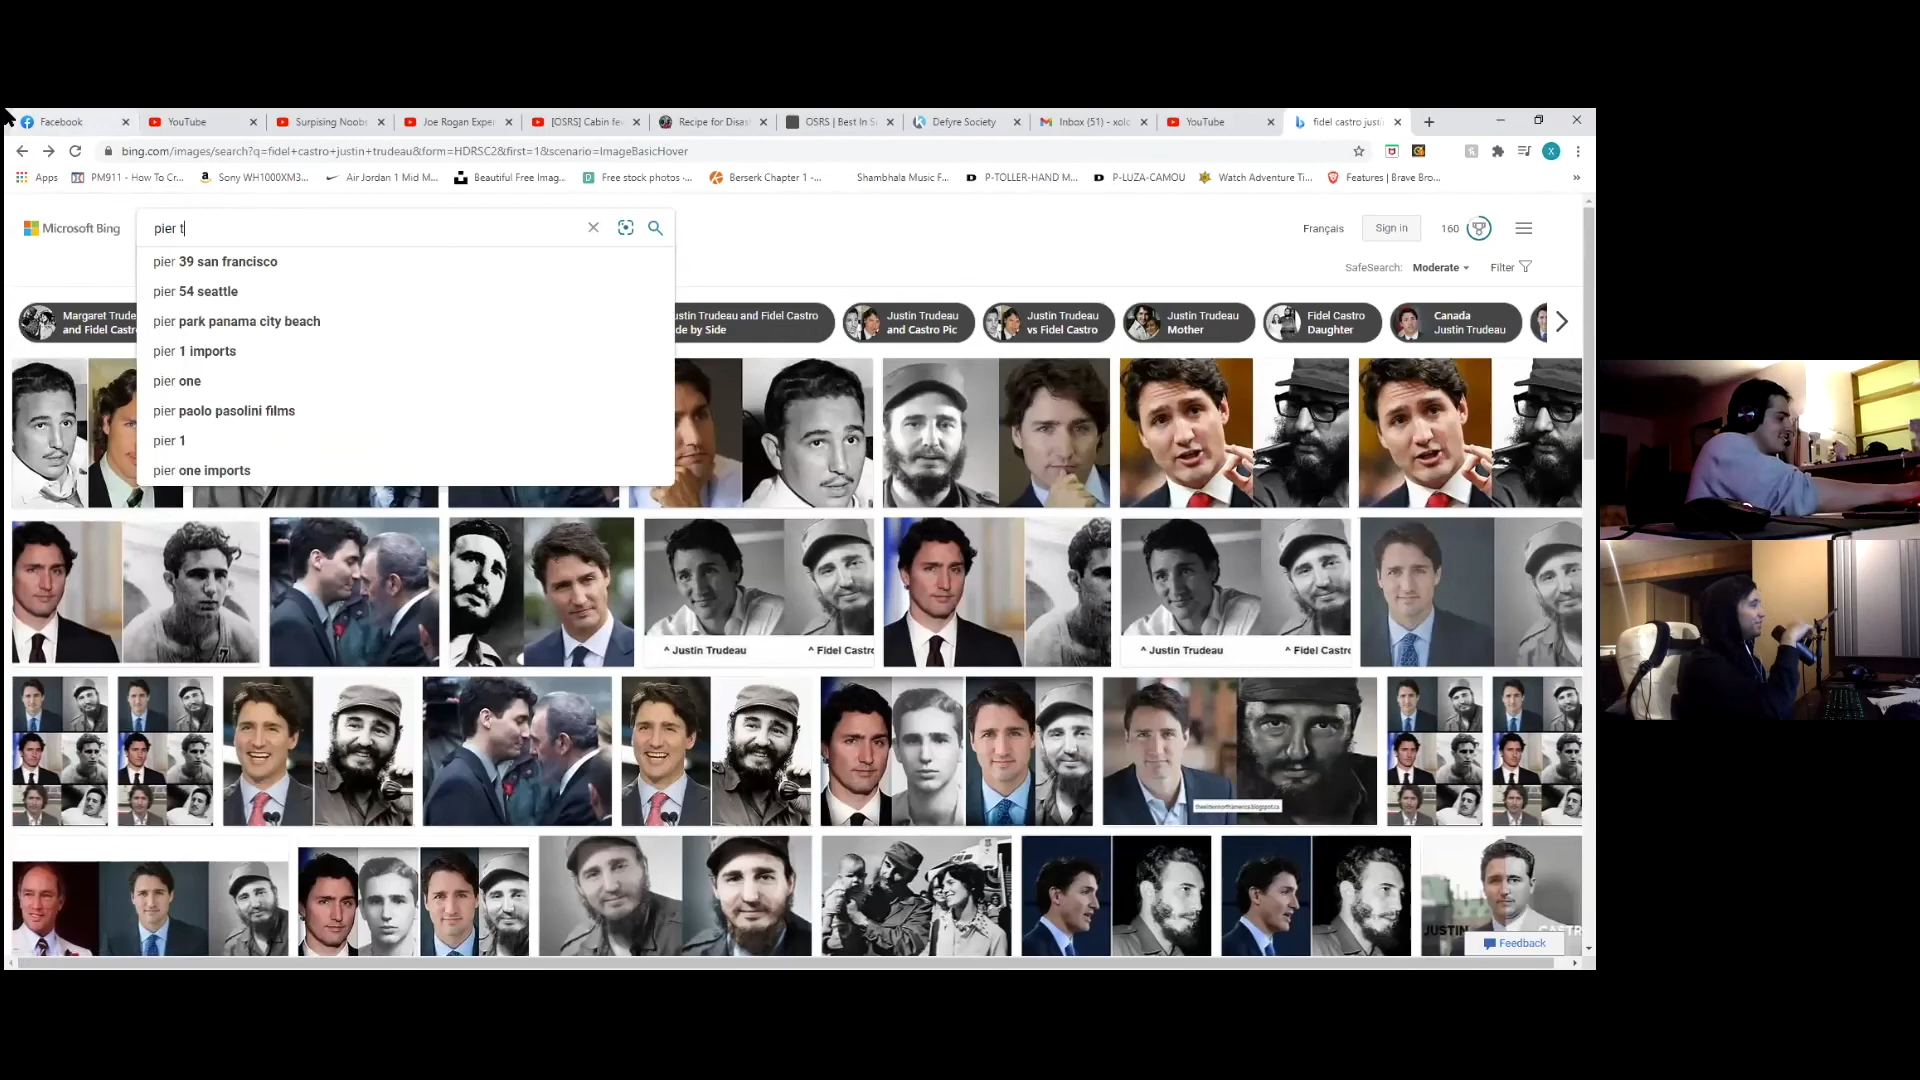 Facebook
YouTube
Surpising Noobs
Joe Rogan Exper
[OSRS] Cabin fev
Recipe for Disas
OSRS | Best In S
Defyre Society
Inbox (51) - xolo
YouTube
fidel castro justi
bing.com/images/search?q=fidel+castro+justin+trudeau&form=HDRSC2&first=1&scenario=ImageBasicHover
Apps
PM911 - How To Cr...
Sony WH1000XM3...
Air Jordan 1 Mid M...
Beautiful Free Imag...
Free stock photos -...
Berserk Chapter 1 -...
Shambhala Music F...
P-TOLLER-HAND M...
P-LUZA-CAMOU
Watch Adventure Ti...
Features | Brave Bro...
Microsoft Bing
pier t
Français
Sign in
160
SafeSearch: Moderate
Filter
pier 39 san francisco
pier 54 seattle
pier park panama city beach
pier 1 imports
pier one
pier paolo pasolini films
pier 1
pier one imports
Margaret Trude
and Fidel Castr
ustin Trudeau and Fidel Castro
de by Side
Justin Trudeau
and Castro Pic
Justin Trudeau
vs Fidel Castro
Justin Trudeau
Mother
Fidel Castro
Daughter
Canada
Justin Trudeau
^ Justin Trudeau
^ Fidel Castro
^ Justin Trudeau
^ Fidel Castro
JUSTIN
CASTR
Feedback